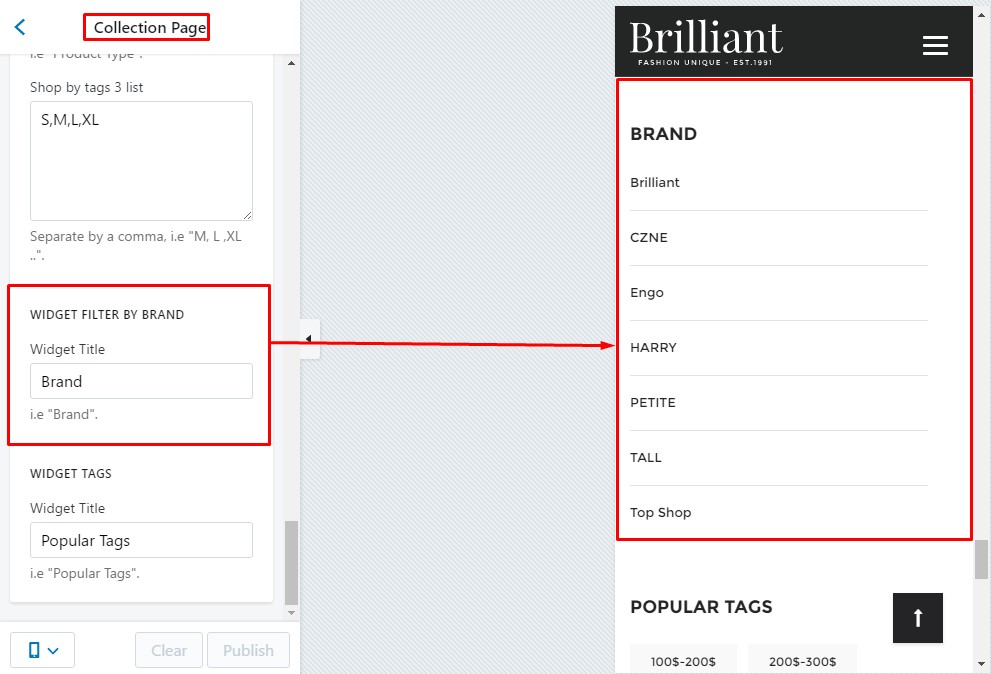 Collection Page
i.e "Product Type".
Shop by tags 3 list
S,M,L,XL
Separate by a comma, i.e "M, L ,XL
..".
WIDGET FILTER BY BRAND
Widget Title
Brand
i.e "Brand".
WIDGET TAGS
Widget Title
Popular Tags
i.e "Popular Tags".
Clear
Publish
Brilliant
FASHION UNIQUE - EST.1991
BRAND
Brilliant
CZNE
Engo
HARRY
PETITE
TALL
Top Shop
POPULAR TAGS
100$-200$
200$-300$